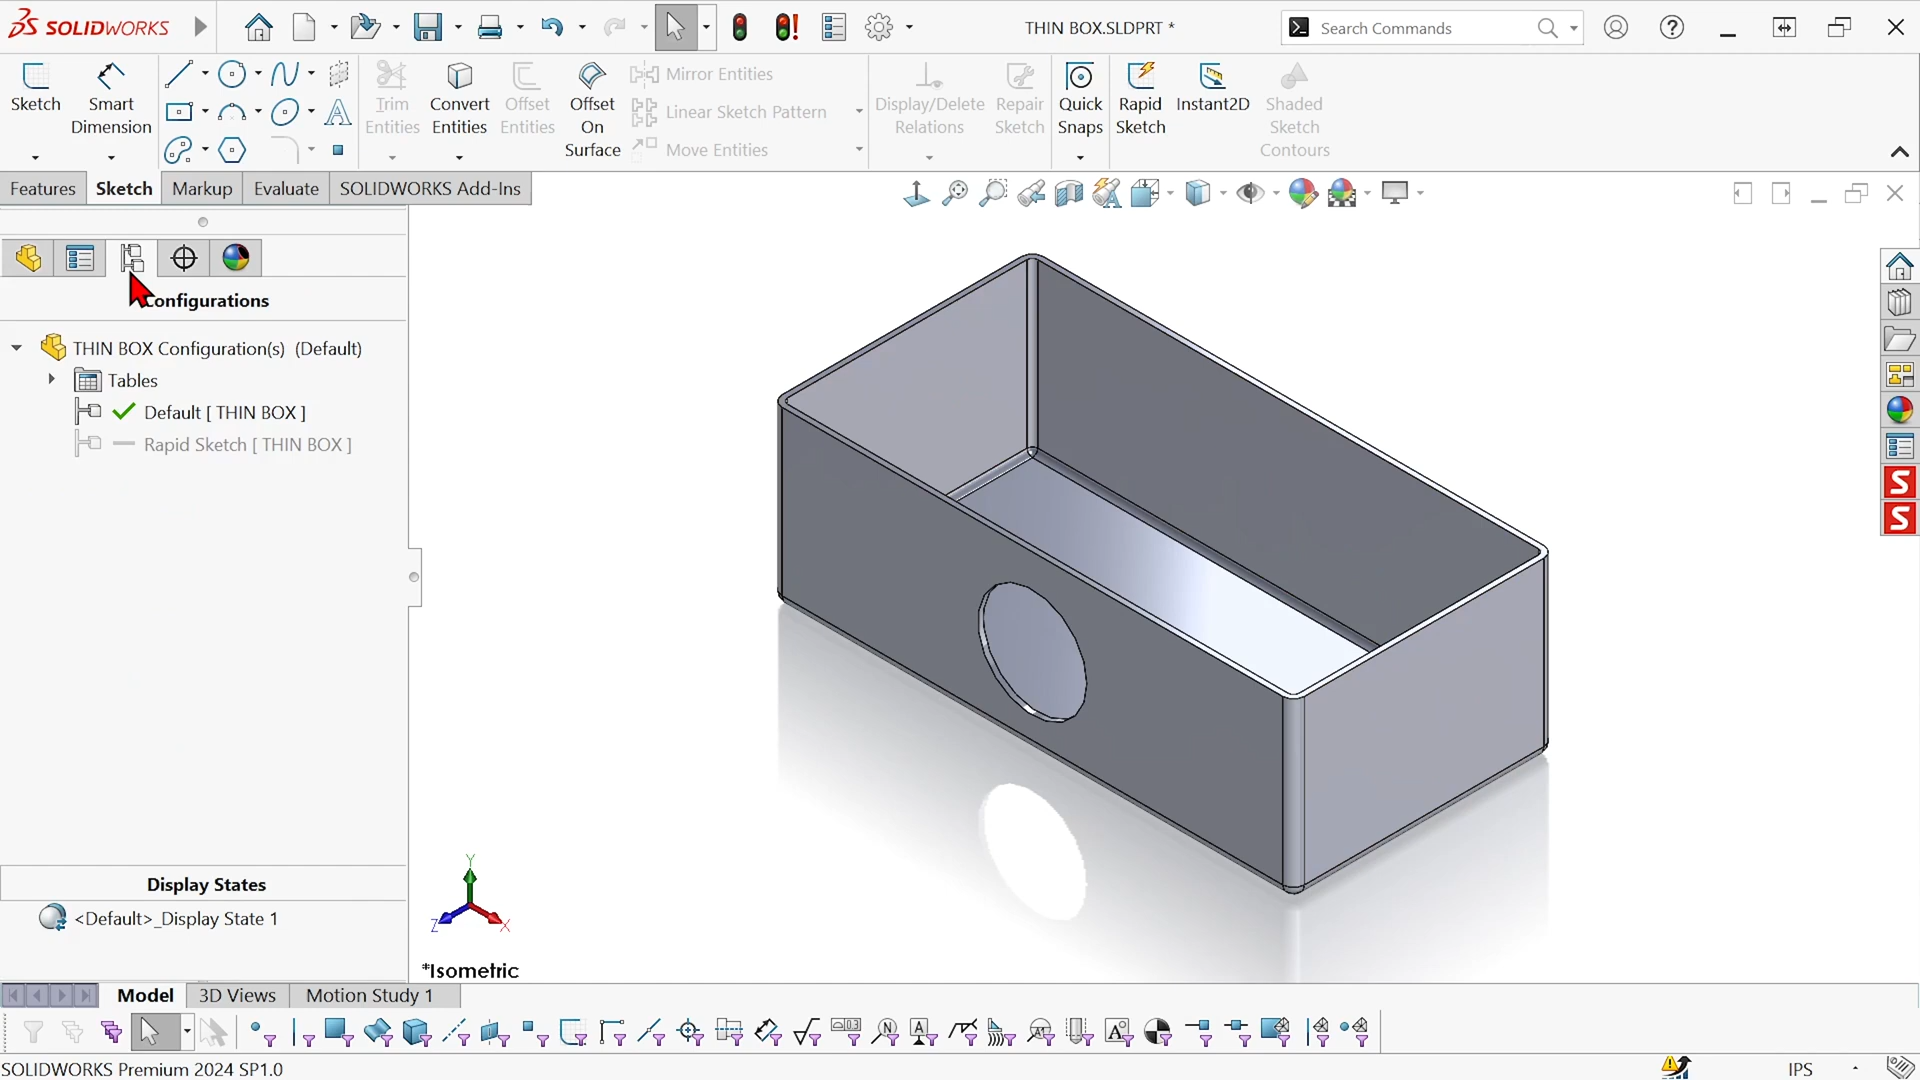 SOLIDWORKS
THIN BOX.SLDPRT *
Search Commands
Sketch
Smart
Dimension
Trim
Entities
Convert
Entities
Offset
Entities
Offset
On
Surface
Mirror Entities
Linear Sketch Pattern
Move Entities
Display/Delete
Relations
Repair
Sketch
Quick
Snaps
Rapid
Sketch
Instant2D
Shaded
Sketch
Contours
Features
Sketch
Markup
Evaluate
SOLIDWORKS Add-Ins
Configurations
THIN BOX Configuration(s) (Default)
Tables
Default [ THIN BOX ]
Rapid Sketch [ THIN BOX ]
Display States
<Default>_Display State 1
Y
Z
X
*Isometric
Model
3D Views
Motion Study 1
SOLIDWORKS Premium 2024 SP1.0
IPS